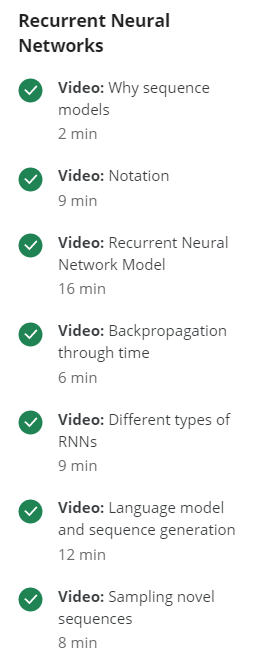 Recurrent Neural
Networks
Video: Why sequence
models
2 min
Video: Notation
9 min
Video: Recurrent Neural
Network Model
16 min
Video: Backpropagation
through time
6 min
Video: Different types of
RNNs
9 min
Video: Language model
and sequence generation
12 min
Video: Sampling novel
sequences
8 min